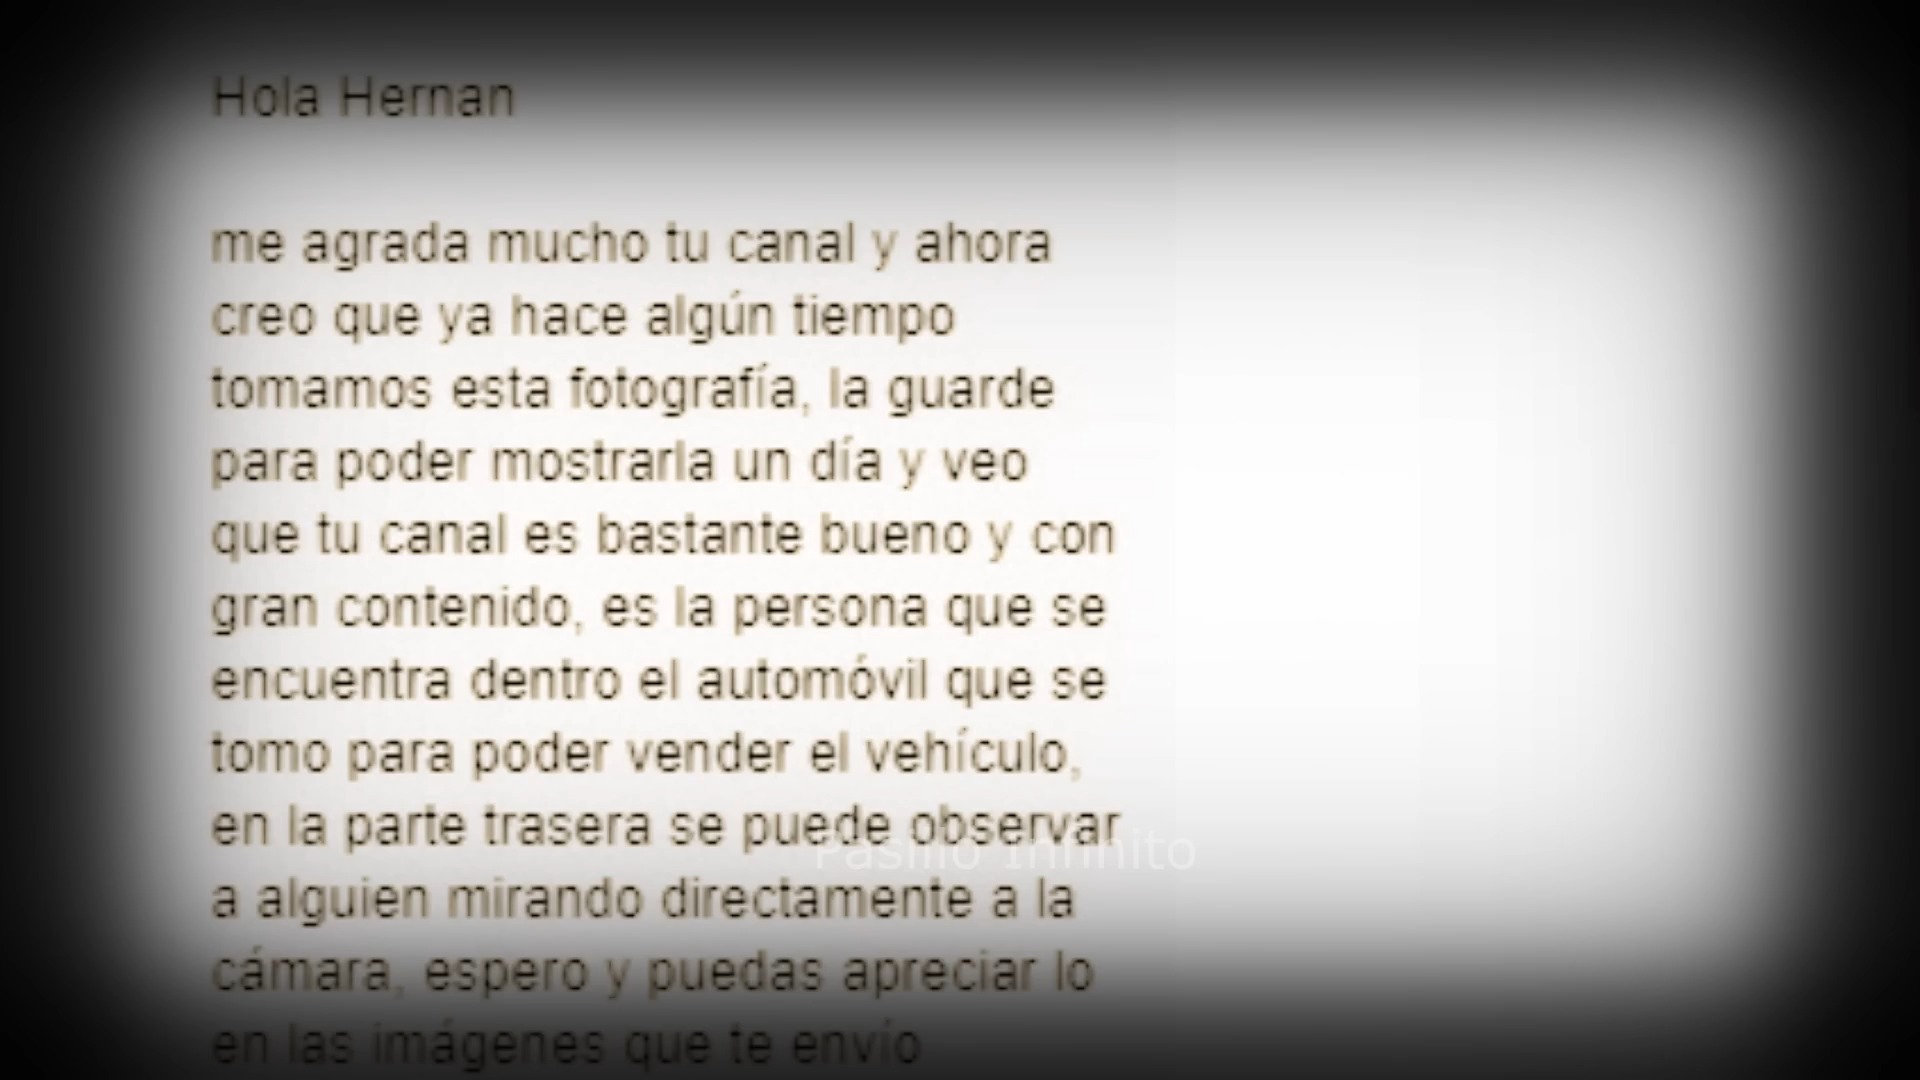 Hola Hernan
me agrada mucho tu canal y ahora
creo que ya hace algún tiempo
tomamos esta fotografía, la guarde
para poder mostrarla un día y veo
que tu canal es bastante bueno y con
gran contenido, es la persona que se
encuentra dentro el automóvil que se
tomo para poder vender el vehículo,
en la parte trasera se puede observar
Pasillo Infinito
a alguien mirando directamente a la
cámara, espero y puedas apreciar lo
en las imágenes que te envío